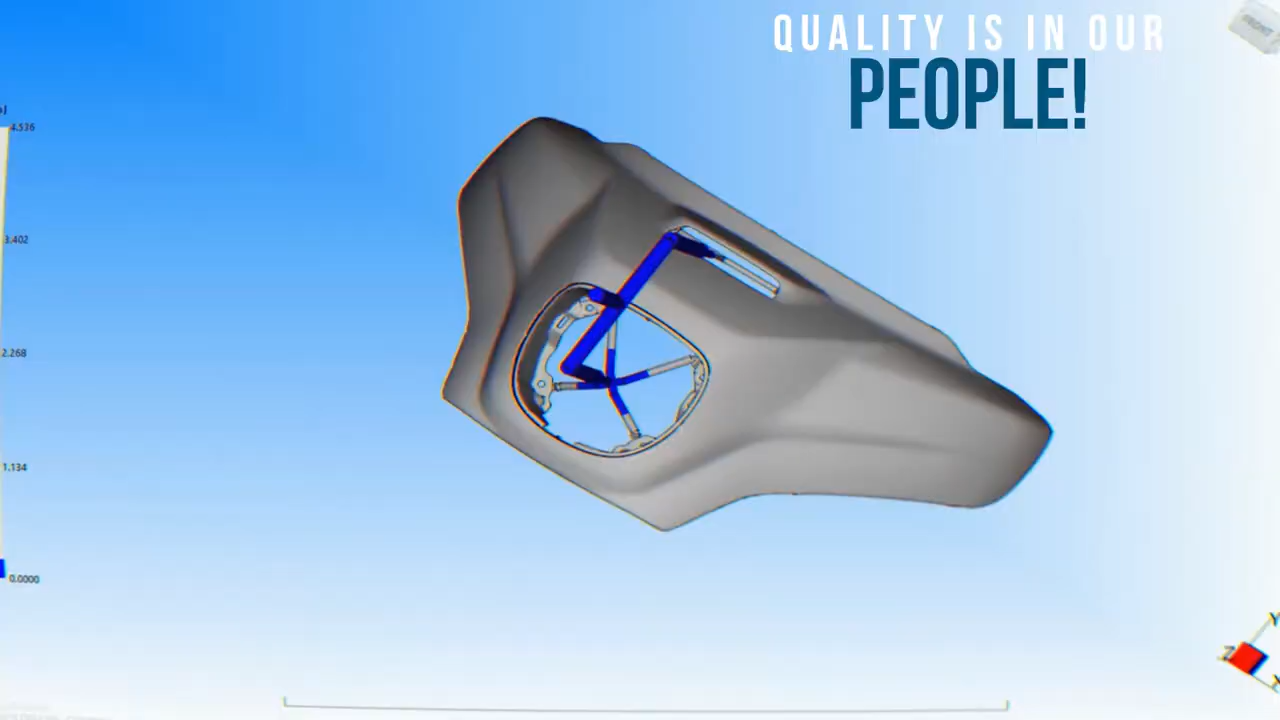 QUALITY IS IN OUR
PEOPLE!
4.536
3.402
2.268
1.134
0.0000
Y
Z
X